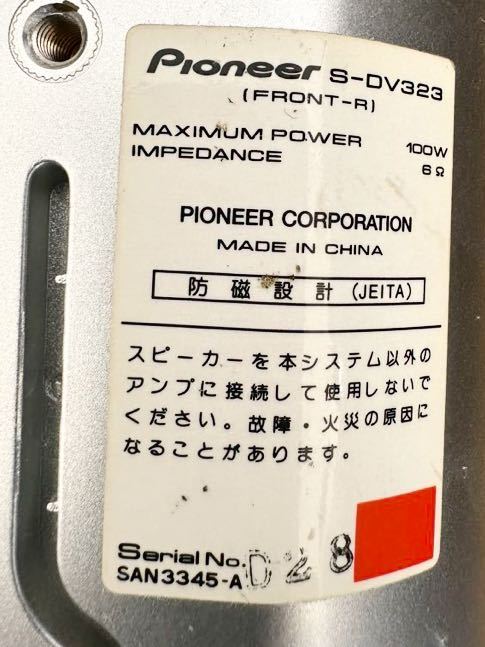 Pioneer S-DV323
(FRONT-R)
MAXIMUM POWER 100W
IMPEDANCE 6Ω
PIONEER CORPORATION
MADE IN CHINA
防磁設計 (JEITA)
スピーカーを本システム以外の
アンプに接続して使用しないで
ください。故障・火災の原因に
なることがあります。
Serial No. D28
SAN3345-A